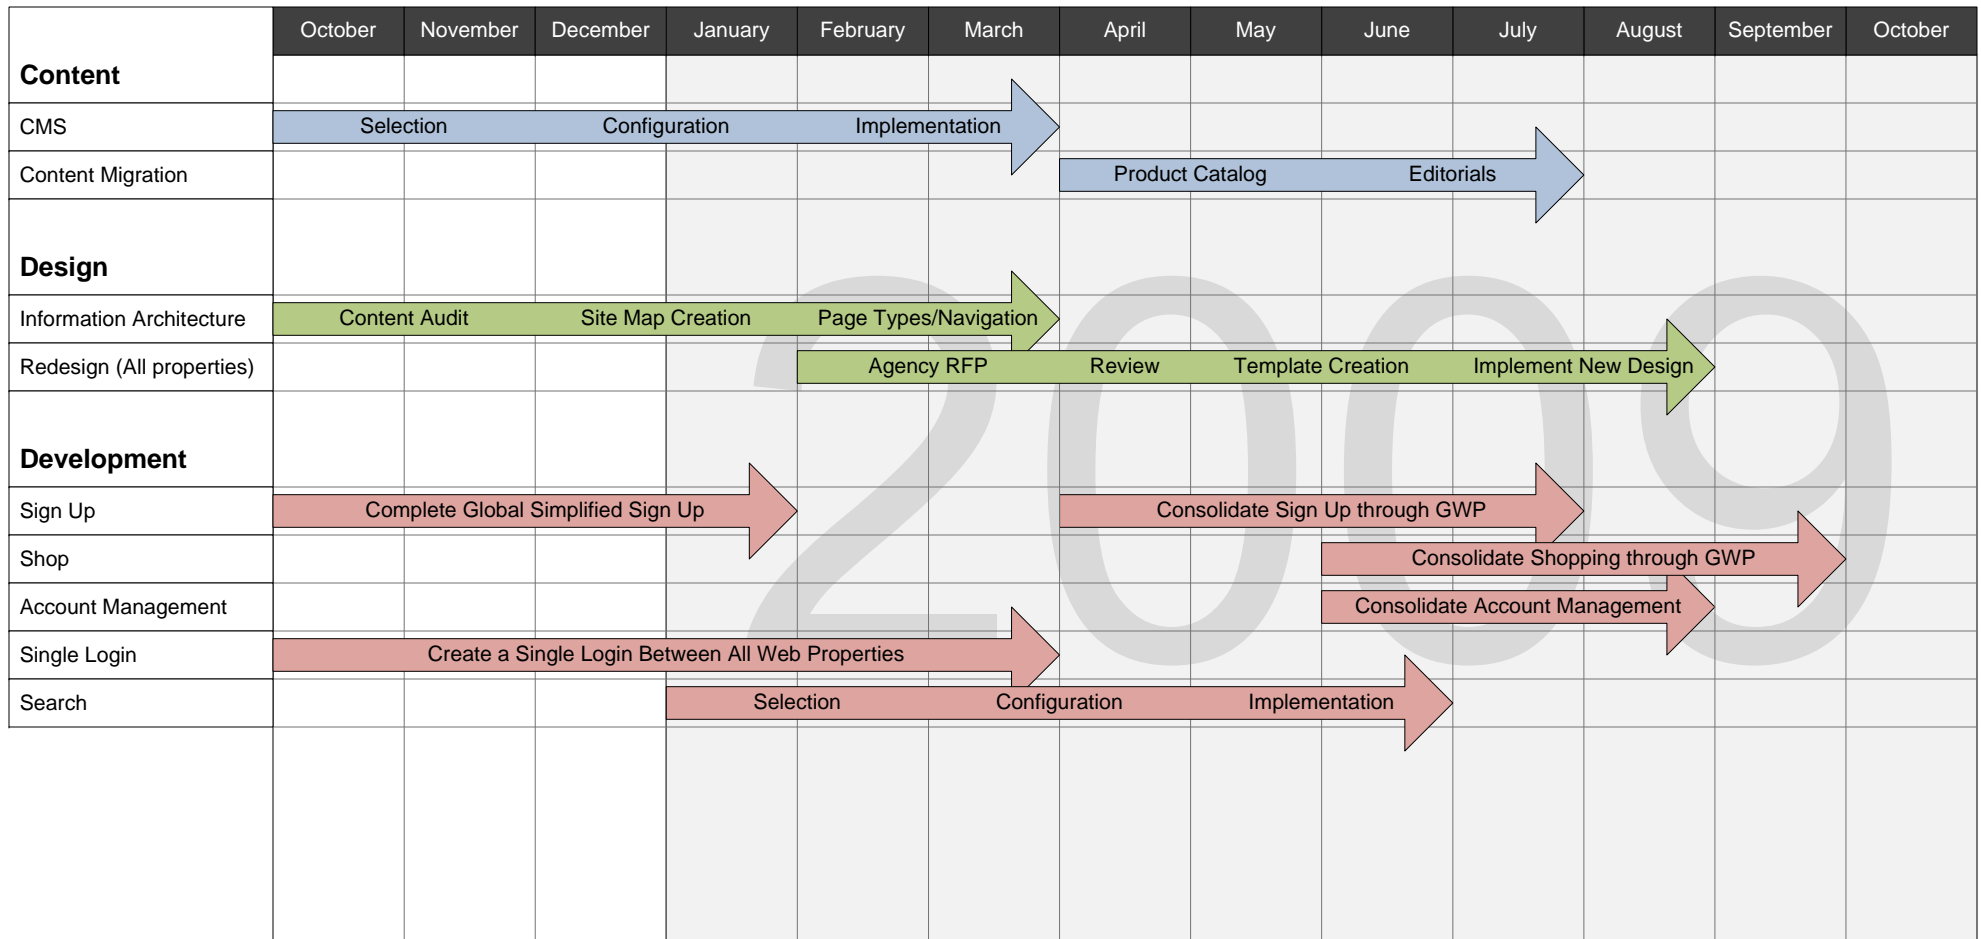 October November December January February March April May June July August September October
Content
CMS Selection Configuration Implementation
Content Migration Product Catalog Editorials
Design
Information Architecture Content Audit Site Map Creation Page Types/Navigation
Redesign (All properties) Agency RFP Review Template Creation Implement New Design
2009
Development
Sign Up Complete Global Simplified Sign Up Consolidate Sign Up through GWP
Shop Consolidate Shopping through GWP
Account Management Consolidate Account Management
Single Login Create a Single Login Between All Web Properties
Search Selection Configuration Implementation